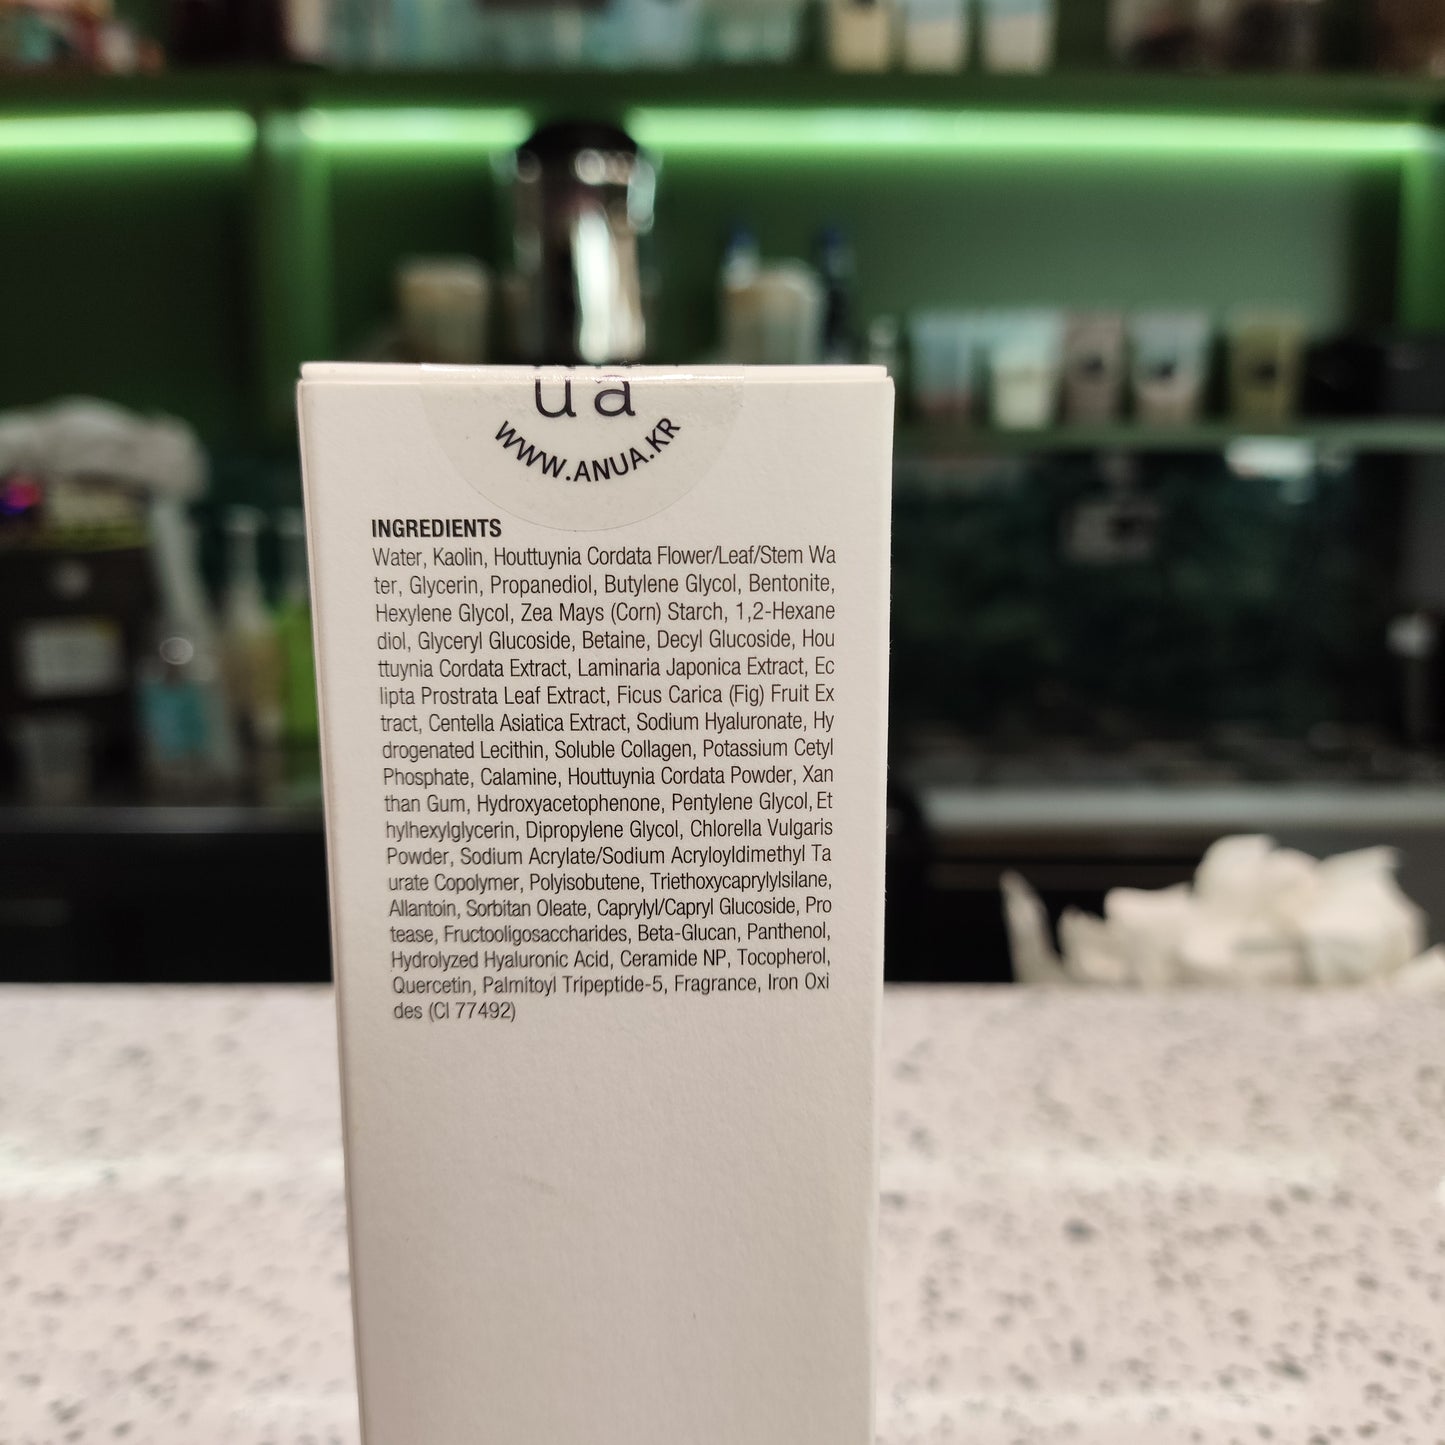 ua
WWW.ANUA.KR
INGREDIENTS
Water, Kaolin, Houttuynia Cordata Flower/Leaf/Stem Wa
ter, Glycerin, Propanediol, Butylene Glycol, Bentonite,
Hexylene Glycol, Zea Mays (Corn) Starch, 1,2-Hexane
diol, Glyceryl Glucoside, Betaine, Decyl Glucoside, Hou
ttuynia Cordata Extract, Laminaria Japonica Extract, Ec
lipta Prostrata Leaf Extract, Ficus Carica (Fig) Fruit Ex
tract, Centella Asiatica Extract, Sodium Hyaluronate, Hy
drogenated Lecithin, Soluble Collagen, Potassium Cetyl
Phosphate, Calamine, Houttuynia Cordata Powder, Xan
than Gum, Hydroxyacetophenone, Pentylene Glycol, Et
hylhexylglycerin, Dipropylene Glycol, Chlorella Vulgaris
Powder, Sodium Acrylate/Sodium Acryloyldimethyl Ta
urate Copolymer, Polyisobutene, Triethoxycaprylylsilane,
Allantoin, Sorbitan Oleate, Caprylyl/Capryl Glucoside, Pro
tease, Fructooligosaccharides, Beta-Glucan, Panthenol,
Hydrolyzed Hyaluronic Acid, Ceramide NP, Tocopherol,
Quercetin, Palmitoyl Tripeptide-5, Fragrance, Iron Oxi
des (CI 77492)